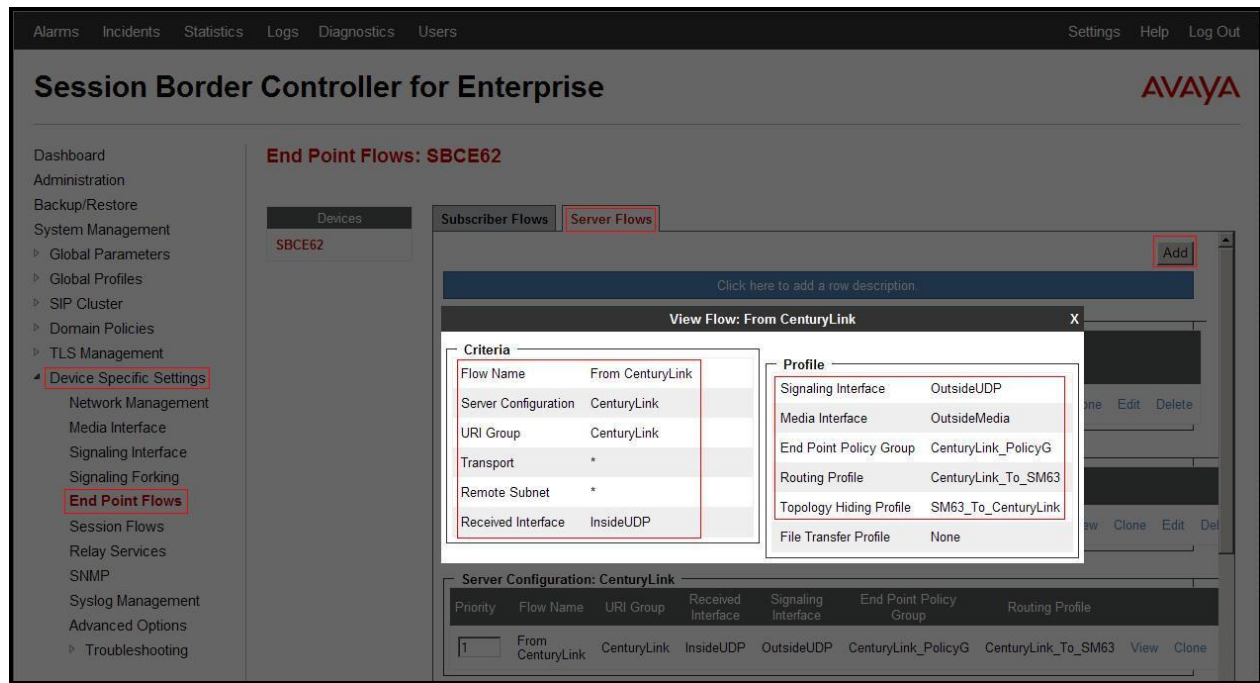 Alarms Incidents Statistics Logs Diagnostics Users Settings Help Log Out
Session Border Controller for Enterprise
AVAYA
Dashboard
Administration
Backup/Restore
System Management
Global Parameters
Global Profiles
SIP Cluster
Domain Policies
TLS Management
Device Specific Settings
Network Management
Media Interface
Signaling Interface
Signaling Forking
End Point Flows
Session Flows
Relay Services
SNMP
Syslog Management
Advanced Options
Troubleshooting
End Point Flows: SBCE62
Devices
SBCE62
Subscriber Flows Server Flows
Add
Click here to add a row description.
View Flow: From CenturyLink X
Criteria
Flow Name From CenturyLink
Server Configuration CenturyLink
URI Group CenturyLink
Transport *
Remote Subnet *
Received Interface InsideUDP
Profile
Signaling Interface OutsideUDP
Media Interface OutsideMedia
End Point Policy Group CenturyLink_PolicyG
Routing Profile CenturyLink_To_SM63
Topology Hiding Profile SM63_To_CenturyLink
File Transfer Profile None
Edit Delete
Clone Edit
Server Configuration: CenturyLink
Priority Flow Name URI Group Received Interface Signaling Interface End Point Policy Group Routing Profile
1 From CenturyLink CenturyLink InsideUDP OutsideUDP CenturyLink_PolicyG CenturyLink_To_SM63 View Clone